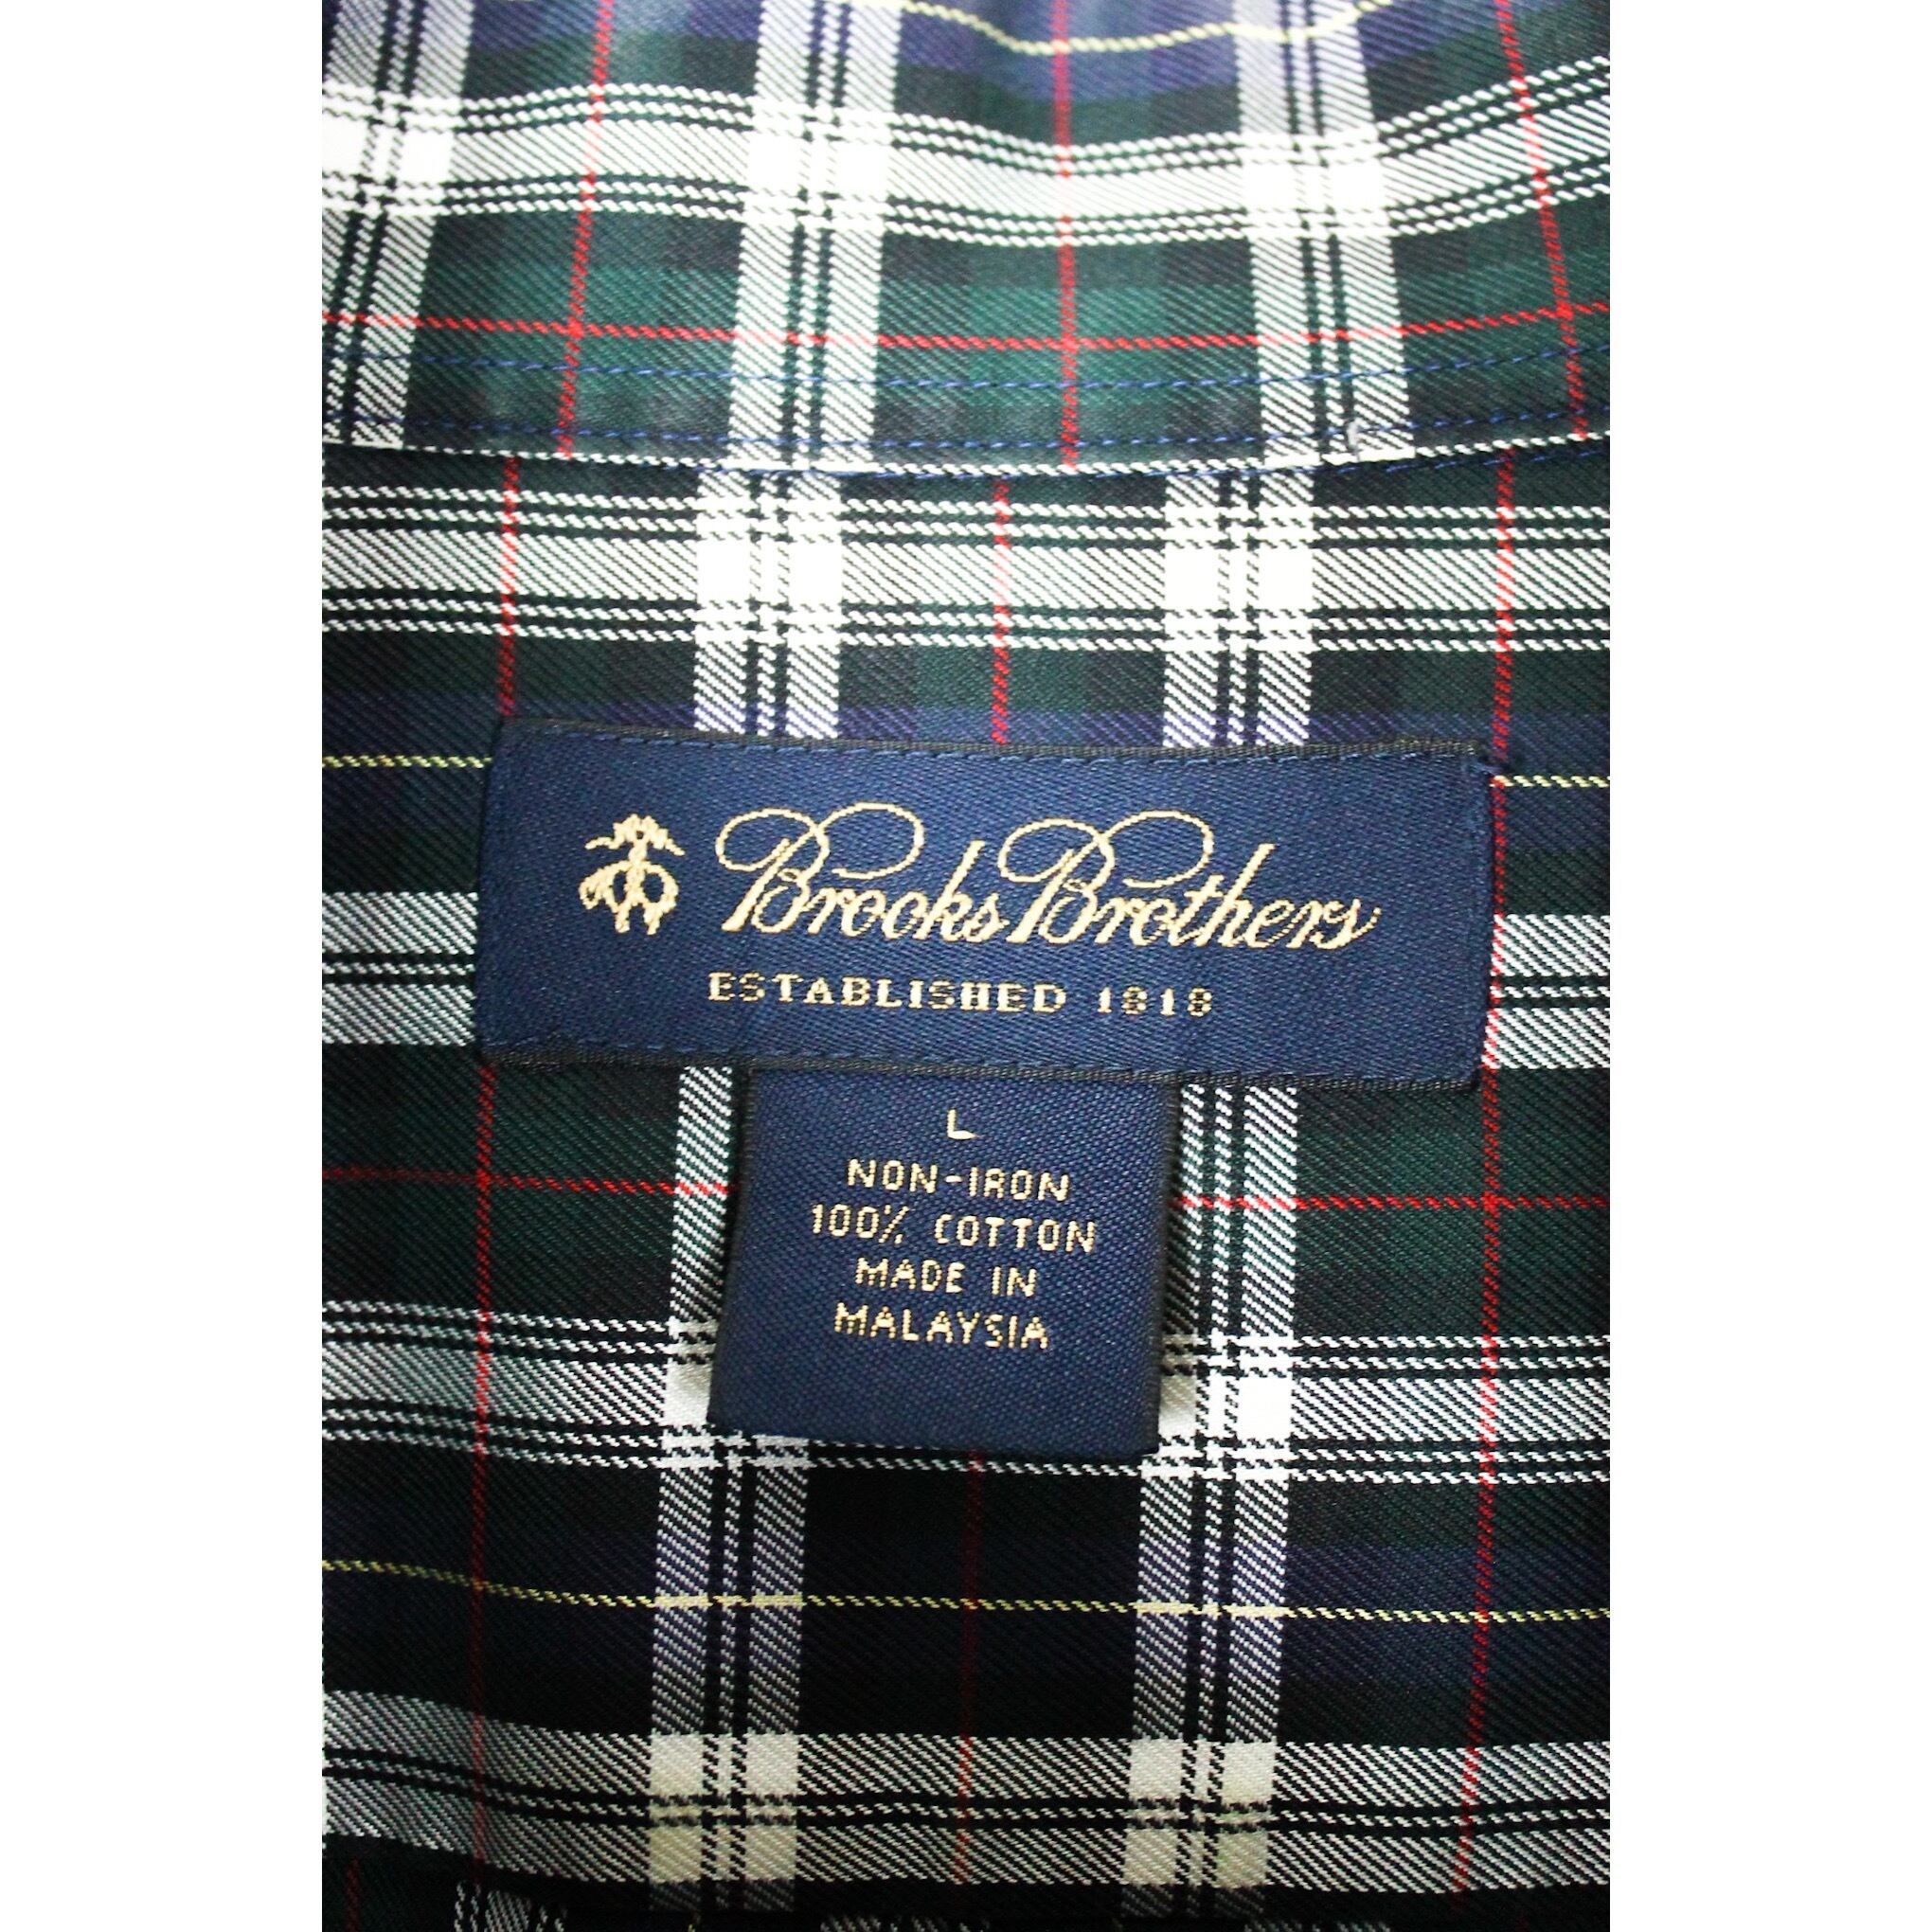 Brooks Brothers
ESTABLISHED 1818
L
NON-IRON
100% COTTON
MADE IN
MALAYSIA